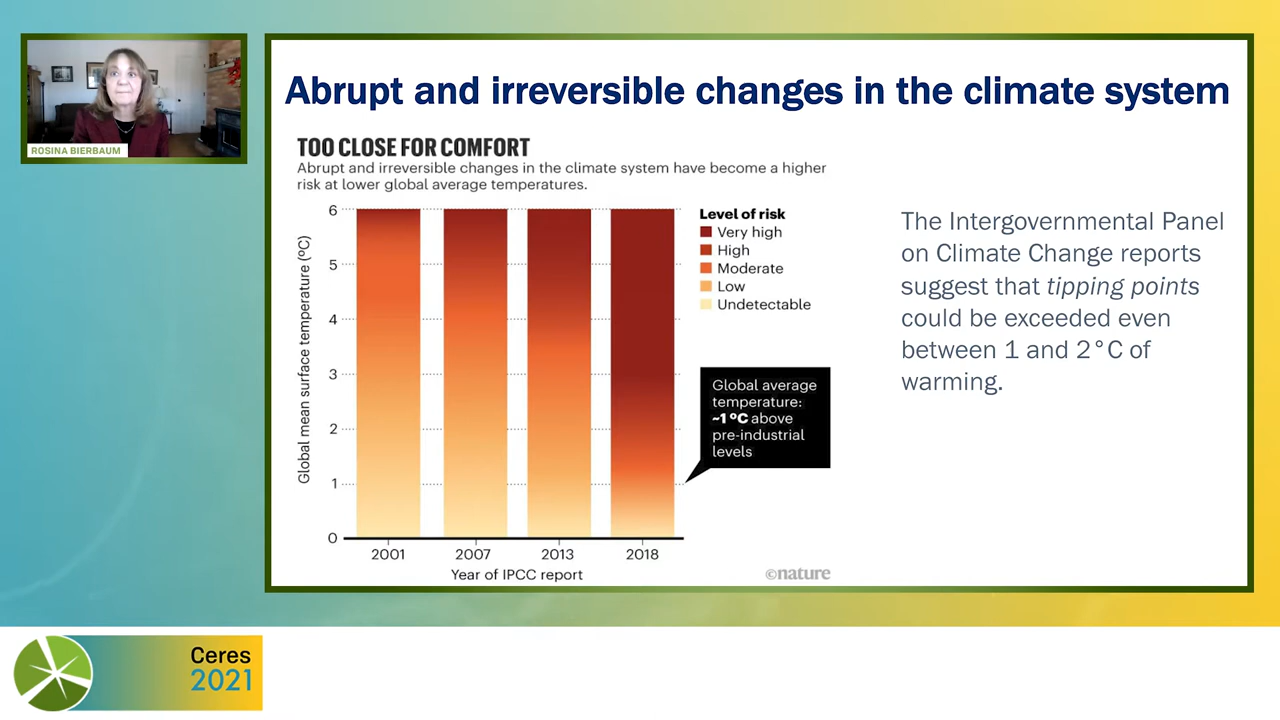 ROSINA BIERBAUM
Abrupt and irreversible changes in the climate system
TOO CLOSE FOR COMFORT
Abrupt and irreversible changes in the climate system have become a higher
risk at lower global average temperatures.
Global mean surface temperature (ºC)
6
5
4
3
2
1
0
2001
2007
2013
2018
Year of IPCC report
Level of risk
Very high
High
Moderate
Low
Undetectable
Global average
temperature:
~1 ºC above
pre-industrial
levels
©nature
The Intergovernmental Panel
on Climate Change reports
suggest that tipping points
could be exceeded even
between 1 and 2°C of
warming.
Ceres
2021